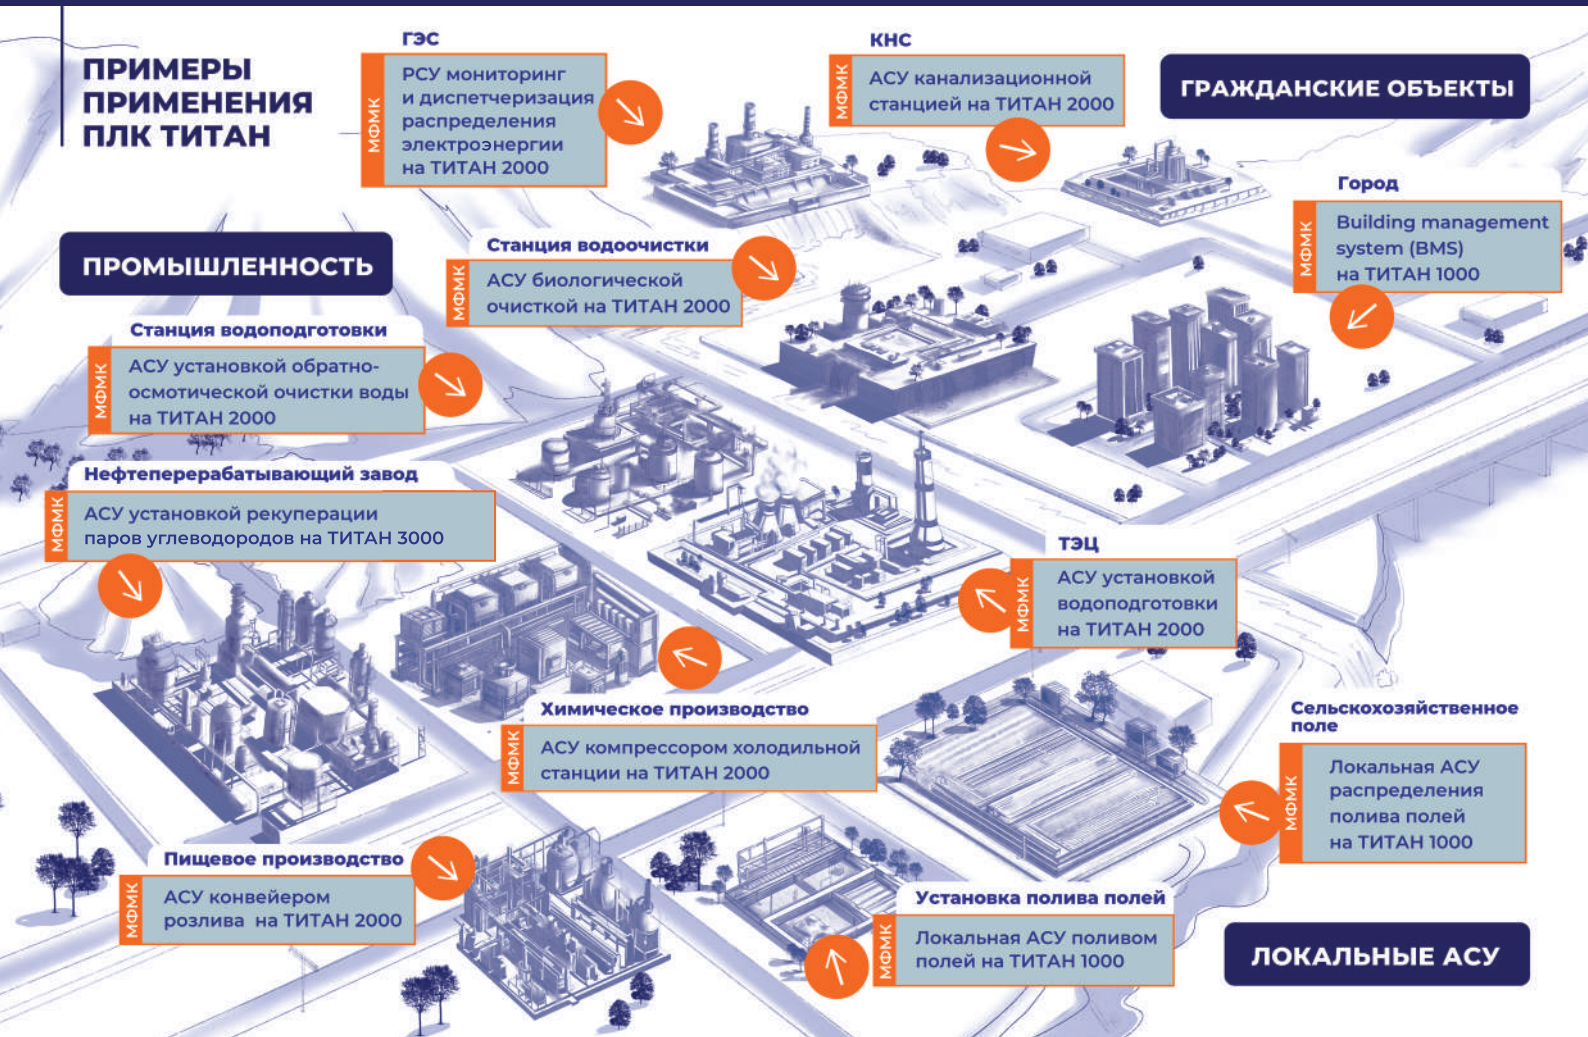 ПРИМЕРЫ
ПРИМЕНЕНИЯ
ПЛК ТИТАН
ГЭС
МФМК
РСУ мониторинг
и диспетчеризация
распределения
электроэнергии
на ТИТАН 2000
КНС
МФМК
АСУ канализационной
станцией на ТИТАН 2000
ГРАЖДАНСКИЕ ОБЪЕКТЫ
Город
МФМК
Building management
system (BMS)
на ТИТАН 1000
ПРОМЫШЛЕННОСТЬ
Станция водоочистки
МФМК
АСУ биологической
очисткой на ТИТАН 2000
Станция водоподготовки
МФМК
АСУ установкой обратно-
осмотической очистки воды
на ТИТАН 2000
Нефтеперерабатывающий завод
МФМК
АСУ установкой рекуперации
паров углеводородов на ТИТАН 3000
ТЭЦ
МФМК
АСУ установкой
водоподготовки
на ТИТАН 2000
Химическое производство
МФМК
АСУ компрессором холодильной
станции на ТИТАН 2000
Сельскохозяйственное
поле
МФМК
Локальная АСУ
распределения
полива полей
на ТИТАН 1000
Пищевое производство
МФМК
АСУ конвейером
розлива на ТИТАН 2000
Установка полива полей
МФМК
Локальная АСУ поливом
полей на ТИТАН 1000
ЛОКАЛЬНЫЕ АСУ